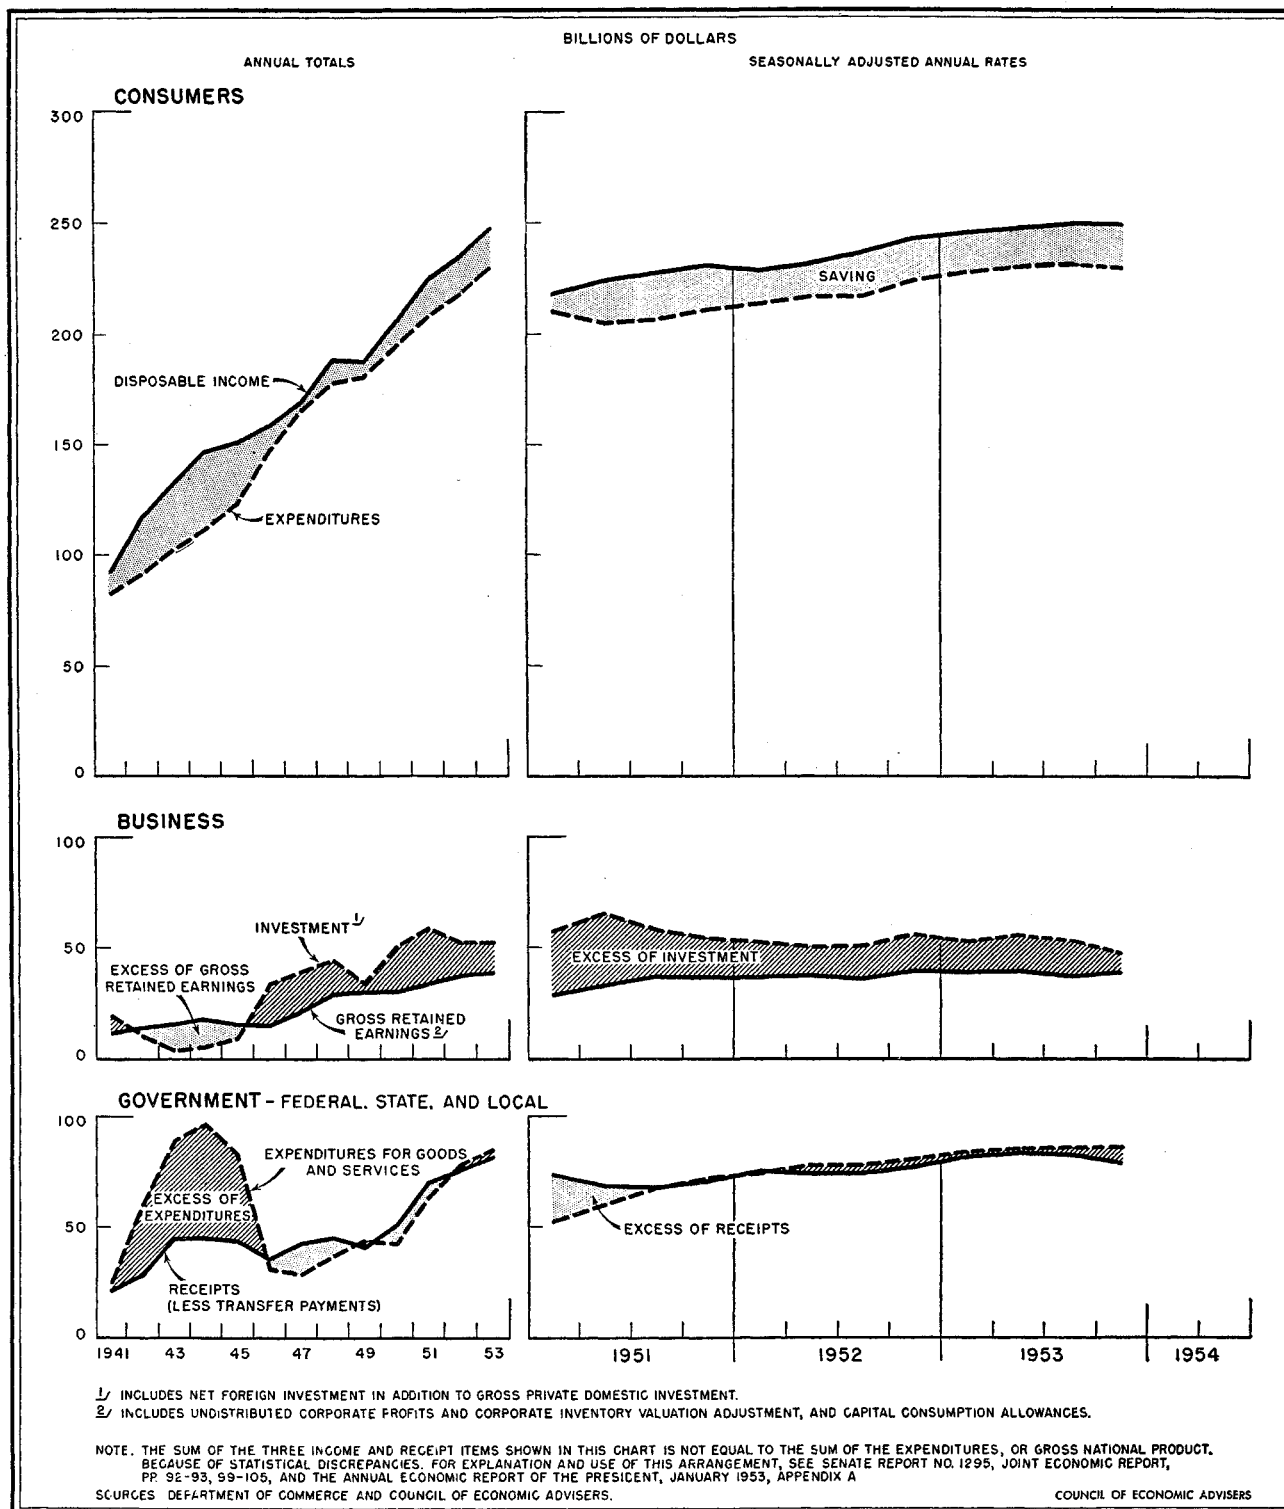 BILLIONS OF DOLLARS
ANNUAL TOTALS
SEASONALLY ADJUSTED ANNUAL RATES
CONSUMERS
300
250
200
150
100
50
0
DISPOSABLE INCOME
EXPENDITURES
SAVING
BUSINESS
100
50
0
INVESTMENT 1/
EXCESS OF GROSS
RETAINED EARNINGS
GROSS RETAINED
EARNINGS 2/
EXCESS OF INVESTMENT
GOVERNMENT - FEDERAL, STATE, AND LOCAL
100
50
0
EXPENDITURES FOR GOODS
AND SERVICES
EXCESS OF
EXPENDITURES
RECEIPTS
(LESS TRANSFER PAYMENTS)
EXCESS OF RECEIPTS
1941 43 45 47 49 51 53
1951 1952 1953 1954
1/ INCLUDES NET FOREIGN INVESTMENT IN ADDITION TO GROSS PRIVATE DOMESTIC INVESTMENT.
2/ INCLUDES UNDISTRIBUTED CORPORATE PROFITS AND CORPORATE INVENTORY VALUATION ADJUSTMENT, AND CAPITAL CONSUMPTION ALLOWANCES.
NOTE. THE SUM OF THE THREE INCOME AND RECEIPT ITEMS SHOWN IN THIS CHART IS NOT EQUAL TO THE SUM OF THE EXPENDITURES, OR GROSS NATIONAL PRODUCT.
BECAUSE OF STATISTICAL DISCREPANCIES. FOR EXPLANATION AND USE OF THIS ARRANGEMENT, SEE SENATE REPORT NO. 1295, JOINT ECONOMIC REPORT,
PP. 92-93, 99-105, AND THE ANNUAL ECONOMIC REPORT OF THE PRESIDENT, JANUARY 1953, APPENDIX A
SOURCES DEPARTMENT OF COMMERCE AND COUNCIL OF ECONOMIC ADVISERS.
COUNCIL OF ECONOMIC ADVISERS